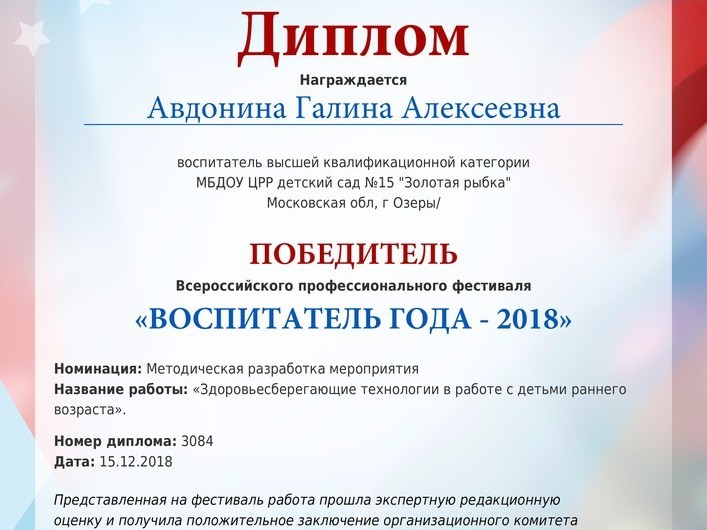 Диплом
Награждается
Авдонина Галина Алексеевна
воспитатель высшей квалификационной категории
МБДОУ ЦРР детский сад №15 "Золотая рыбка"
Московская обл, г Озеры/
ПОБЕДИТЕЛЬ
Всероссийского профессионального фестиваля
«ВОСПИТАТЕЛЬ ГОДА - 2018»
Номинация: Методическая разработка мероприятия
Название работы: «Здоровьесберегающие технологии в работе с детьми раннего
возраста».
Номер диплома: 3084
Дата: 15.12.2018
Представленная на фестиваль работа прошла экспертную редакционную
оценку и получила положительное заключение организационного комитета